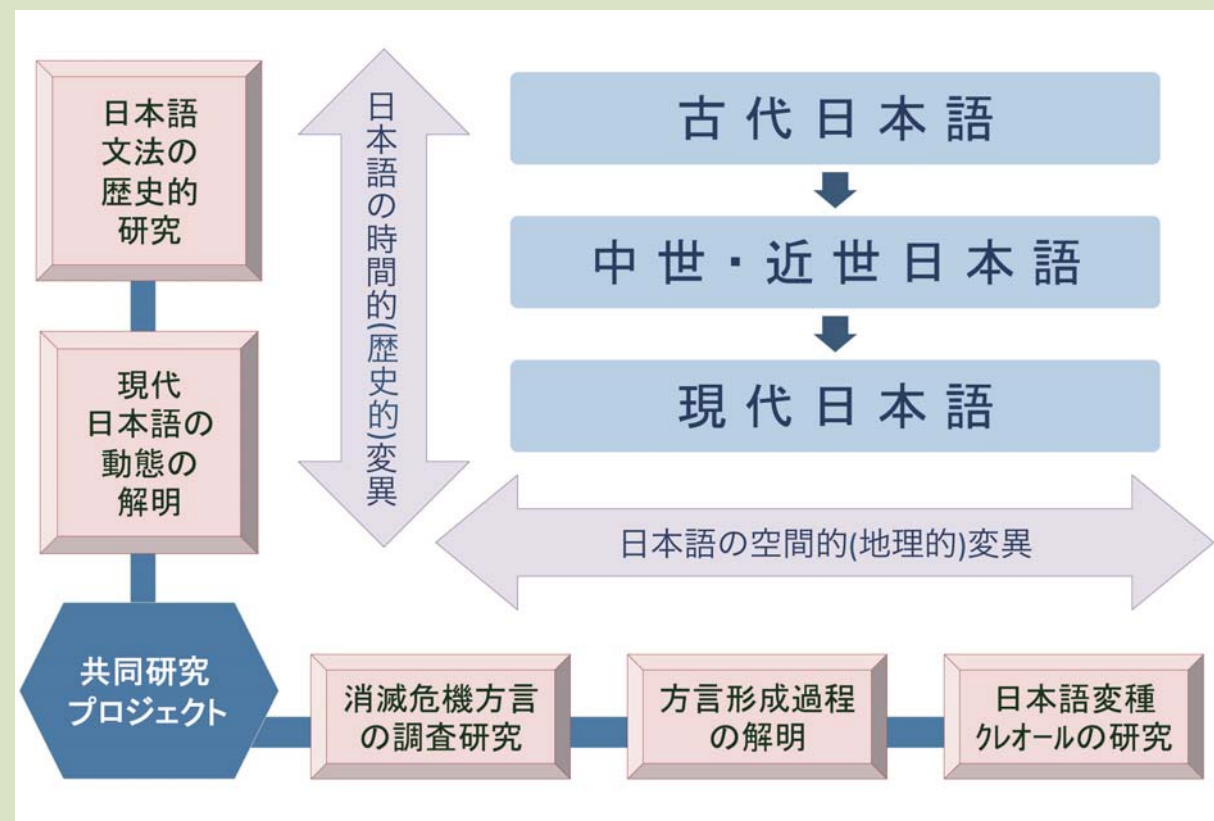 日本語
文法の
歴史的
研究
現代
日本語の
動態の
解明
共同研究
プロジェクト
日本語の時間的(歴史的)変異
古代日本語
中世・近世日本語
現代日本語
日本語の空間的(地理的)変異
消滅危機方言
の調査研究
方言形成過程
の解明
日本語変種
クレオールの研究